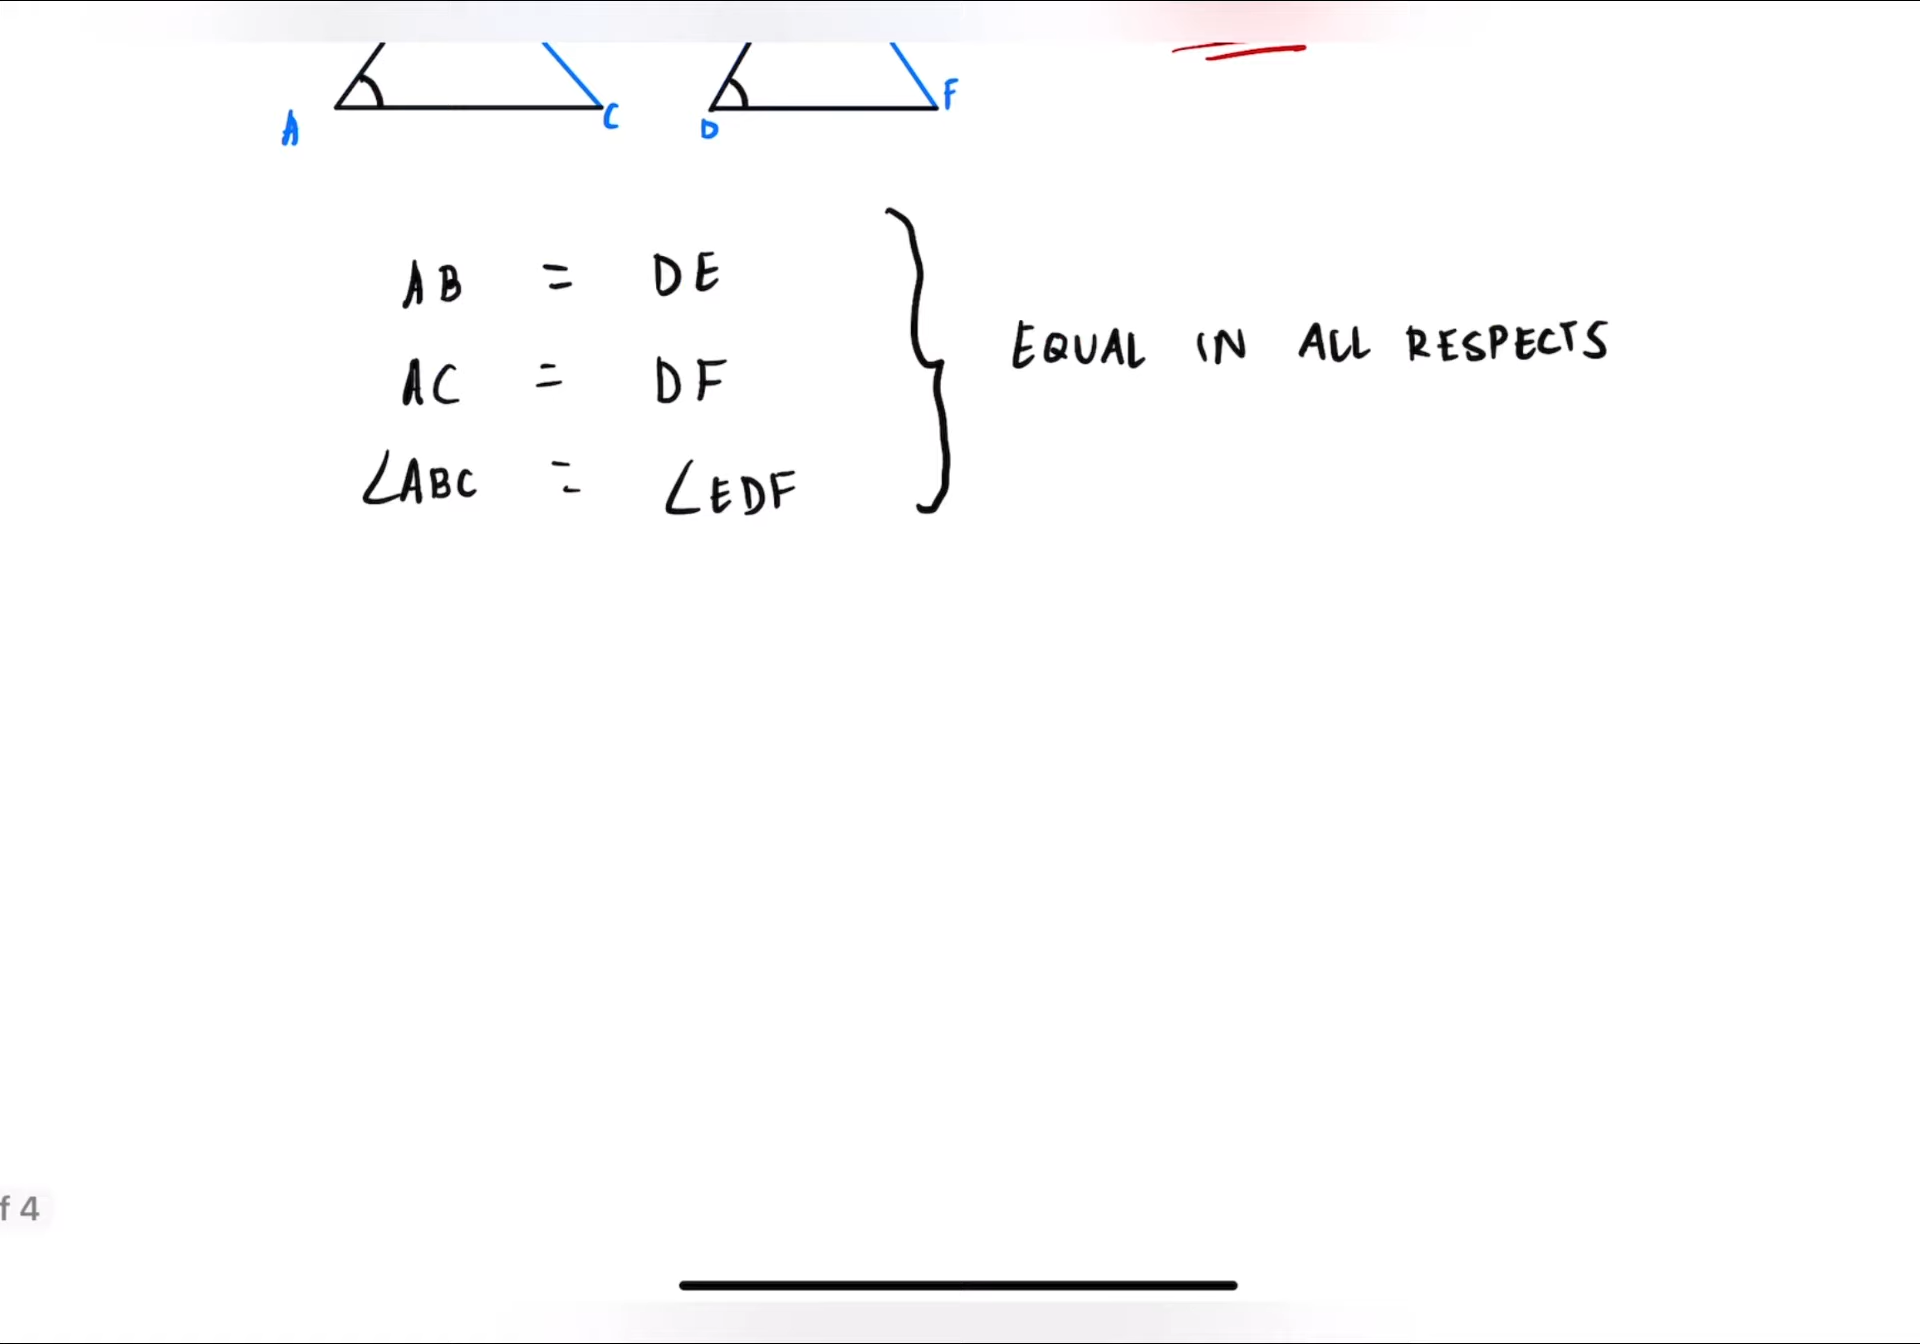 A C D F
AB = DE
AC = DF
EQUAL IN ALL RESPECTS
∠ABC = ∠EDF
f 4